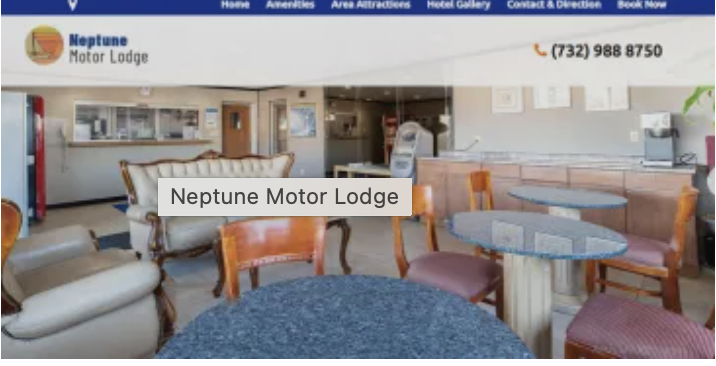 Home Amenities Area Attractions Hotel Gallery Contact & Direction Book Now
Neptune
Motor Lodge
(732) 988 8750
Neptune Motor Lodge